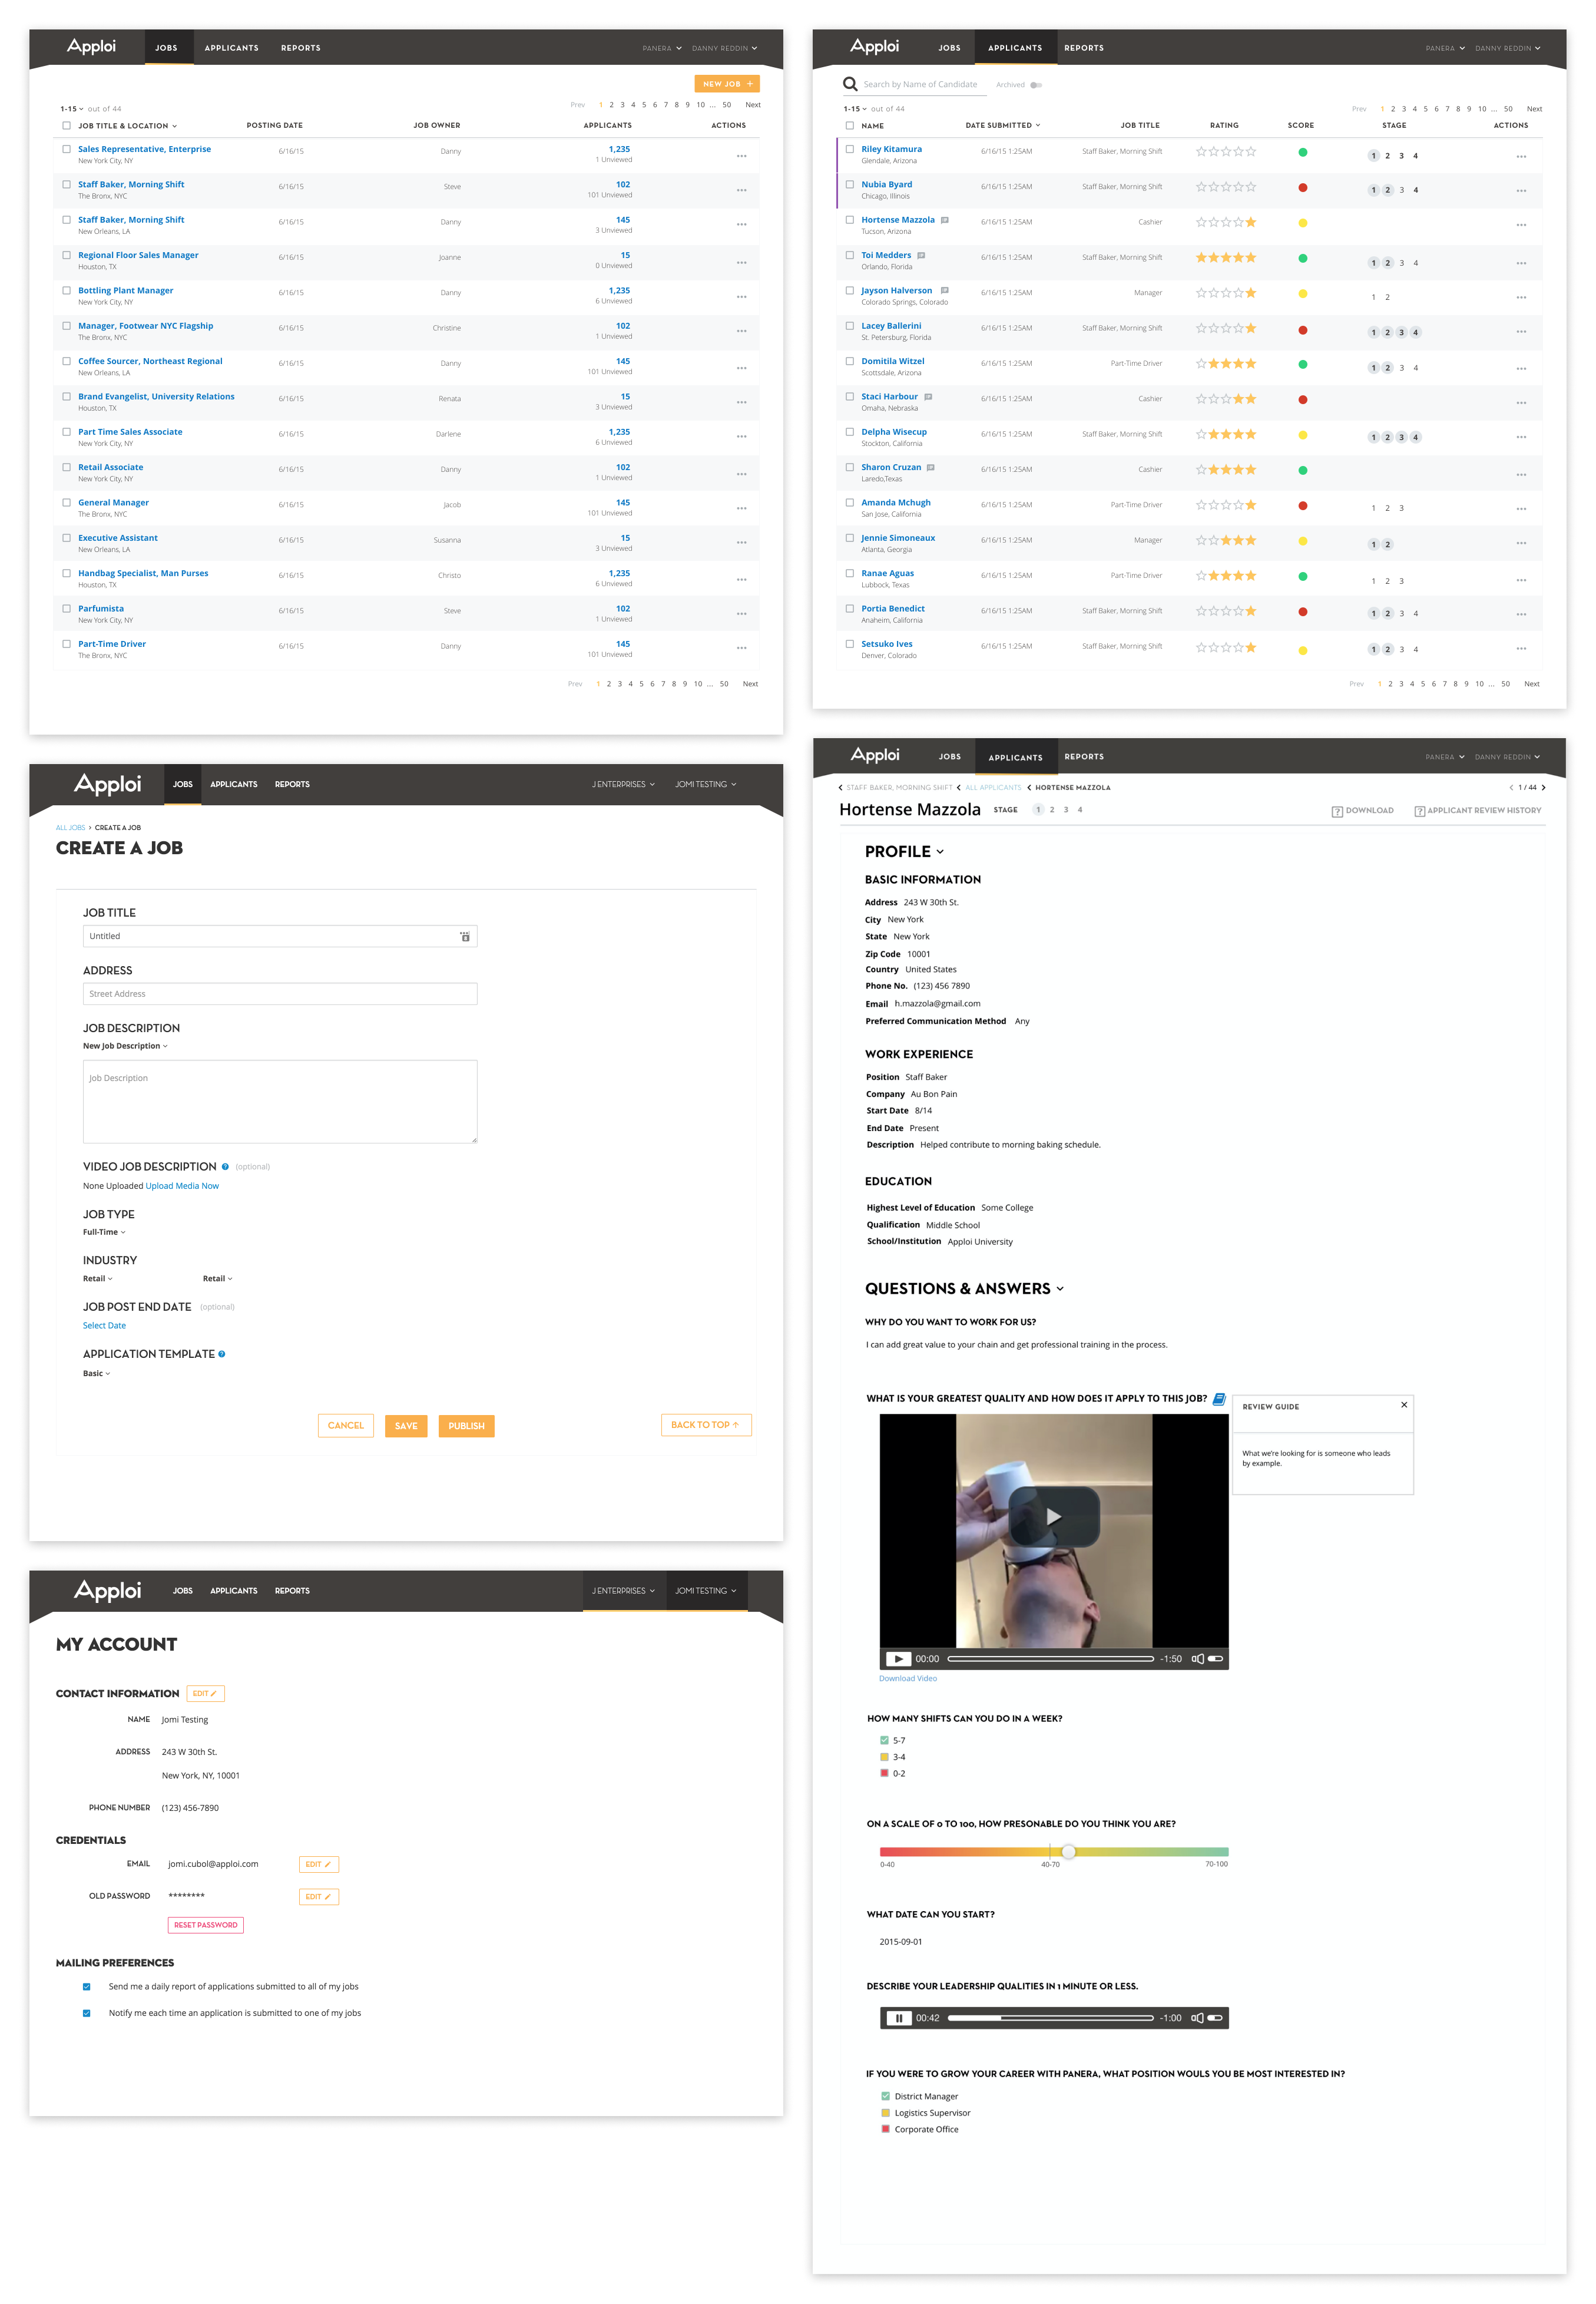 Apploi JOBS APPLICANTS REPORTS PANERA DANNY REDDIN
NEW JOB +
1-15 out of 44 Prev 1 2 3 4 5 6 7 8 9 10 ... 50 Next
JOB TITLE & LOCATION POSTING DATE JOB OWNER APPLICANTS ACTIONS
Sales Representative, Enterprise 6/16/15 Danny 1,235
New York City, NY 1 Unviewed
Staff Baker, Morning Shift 6/16/15 Steve 102
The Bronx, NYC 101 Unviewed
Staff Baker, Morning Shift 6/16/15 Danny 145
New Orleans, LA 3 Unviewed
Regional Floor Sales Manager 6/16/15 Joanne 15
Houston, TX 0 Unviewed
Bottling Plant Manager 6/16/15 Danny 1,235
New York City, NY 6 Unviewed
Manager, Footwear NYC Flagship 6/16/15 Christine 102
The Bronx, NYC 1 Unviewed
Coffee Sourcer, Northeast Regional 6/16/15 Danny 145
New Orleans, LA 101 Unviewed
Brand Evangelist, University Relations 6/16/15 Renata 15
Houston, TX 3 Unviewed
Part Time Sales Associate 6/16/15 Darlene 1,235
New York City, NY 6 Unviewed
Retail Associate 6/16/15 Danny 102
New York City, NY 1 Unviewed
General Manager 6/16/15 Jacob 145
The Bronx, NYC 101 Unviewed
Executive Assistant 6/16/15 Susanna 15
New Orleans, LA 3 Unviewed
Handbag Specialist, Man Purses 6/16/15 Christo 1,235
Houston, TX 6 Unviewed
Parfumista 6/16/15 Steve 102
New York City, NY 1 Unviewed
Part-Time Driver 6/16/15 Danny 145
The Bronx, NYC 101 Unviewed
Prev 1 2 3 4 5 6 7 8 9 10 ... 50 Next
Apploi JOBS APPLICANTS REPORTS J ENTERPRISES JOMI TESTING
ALL JOBS > CREATE A JOB
CREATE A JOB
JOB TITLE
Untitled
ADDRESS
Street Address
JOB DESCRIPTION
New Job Description
Job Description
VIDEO JOB DESCRIPTION ? (optional)
None Uploaded Upload Media Now
JOB TYPE
Full-Time
INDUSTRY
Retail Retail
JOB POST END DATE (optional)
Select Date
APPLICATION TEMPLATE ?
Basic
CANCEL SAVE PUBLISH BACK TO TOP ↑
Apploi JOBS APPLICANTS REPORTS J ENTERPRISES JOMI TESTING
MY ACCOUNT
CONTACT INFORMATION EDIT
NAME Jomi Testing
ADDRESS 243 W 30th St.
New York, NY, 10001
PHONE NUMBER (123) 456-7890
CREDENTIALS
EMAIL jomi.cubol@apploi.com EDIT
OLD PASSWORD ******** EDIT
RESET PASSWORD
MAILING PREFERENCES
Send me a daily report of applications submitted to all of my jobs
Notify me each time an application is submitted to one of my jobs
Apploi JOBS APPLICANTS REPORTS PANERA DANNY REDDIN
Search by Name of Candidate Archived
1-15 out of 44 Prev 1 2 3 4 5 6 7 8 9 10 ... 50 Next
NAME DATE SUBMITTED JOB TITLE RATING SCORE STAGE ACTIONS
Riley Kitamura 6/16/15 1:25AM Staff Baker, Morning Shift 1 2 3 4
Glendale, Arizona
Nubia Byard 6/16/15 1:25AM Staff Baker, Morning Shift 1 2 3 4
Chicago, Illinois
Hortense Mazzola 6/16/15 1:25AM Cashier
Tucson, Arizona
Toi Medders 6/16/15 1:25AM Staff Baker, Morning Shift 1 2 3 4
Orlando, Florida
Jayson Halverson 6/16/15 1:25AM Manager 1 2
Colorado Springs, Colorado
Lacey Ballerini 6/16/15 1:25AM Staff Baker, Morning Shift 1 2 3 4
St. Petersburg, Florida
Domitila Witzel 6/16/15 1:25AM Part-Time Driver 1 2 3 4
Scottsdale, Arizona
Staci Harbour 6/16/15 1:25AM Cashier
Omaha, Nebraska
Delpha Wisecup 6/16/15 1:25AM Staff Baker, Morning Shift 1 2 3 4
Stockton, California
Sharon Cruzan 6/16/15 1:25AM Cashier
Laredo,Texas
Amanda Mchugh 6/16/15 1:25AM Part-Time Driver 1 2 3
San Jose, California
Jennie Simoneaux 6/16/15 1:25AM Manager 1 2
Atlanta, Georgia
Ranae Aguas 6/16/15 1:25AM Part-Time Driver 1 2 3
Lubbock, Texas
Portia Benedict 6/16/15 1:25AM Staff Baker, Morning Shift 1 2 3 4
Anaheim, California
Setsuko Ives 6/16/15 1:25AM Staff Baker, Morning Shift 1 2 3 4
Denver, Colorado
Prev 1 2 3 4 5 6 7 8 9 10 ... 50 Next
Apploi JOBS APPLICANTS REPORTS PANERA DANNY REDDIN
< STAFF BAKER, MORNING SHIFT < ALL APPLICANTS < HORTENSE MAZZOLA < 1 / 44 >
Hortense Mazzola STAGE 1 2 3 4 ? DOWNLOAD ? APPLICANT REVIEW HISTORY
PROFILE
BASIC INFORMATION
Address 243 W 30th St.
City New York
State New York
Zip Code 10001
Country United States
Phone No. (123) 456 7890
Email h.mazzola@gmail.com
Preferred Communication Method Any
WORK EXPERIENCE
Position Staff Baker
Company Au Bon Pain
Start Date 8/14
End Date Present
Description Helped contribute to morning baking schedule.
EDUCATION
Highest Level of Education Some College
Qualification Middle School
School/Institution Apploi University
QUESTIONS & ANSWERS
WHY DO YOU WANT TO WORK FOR US?
I can add great value to your chain and get professional training in the process.
WHAT IS YOUR GREATEST QUALITY AND HOW DOES IT APPLY TO THIS JOB?
REVIEW GUIDE ×
What we're looking for is someone who leads
by example.
00:00 -1:50
Download Video
HOW MANY SHIFTS CAN YOU DO IN A WEEK?
5-7
3-4
0-2
ON A SCALE OF 0 TO 100, HOW PRESONABLE DO YOU THINK YOU ARE?
0-40 40-70 70-100
WHAT DATE CAN YOU START?
2015-09-01
DESCRIBE YOUR LEADERSHIP QUALITIES IN 1 MINUTE OR LESS.
00:42 -1:00
IF YOU WERE TO GROW YOUR CAREER WITH PANERA, WHAT POSITION WOULS YOU BE MOST INTERESTED IN?
District Manager
Logistics Supervisor
Corporate Office